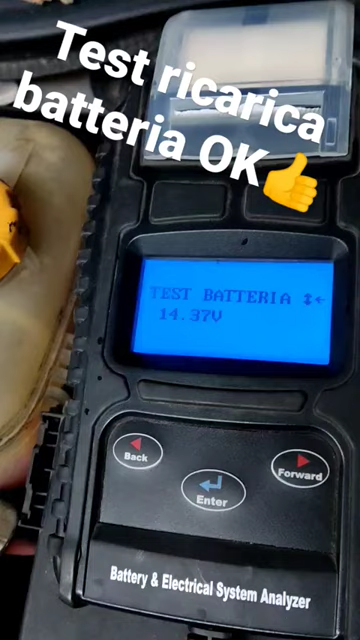 Test ricarica
batteria OK👍
TEST BATTERIA ↕←
14.37V
Back
Enter
Forward
Battery & Electrical System Analyzer